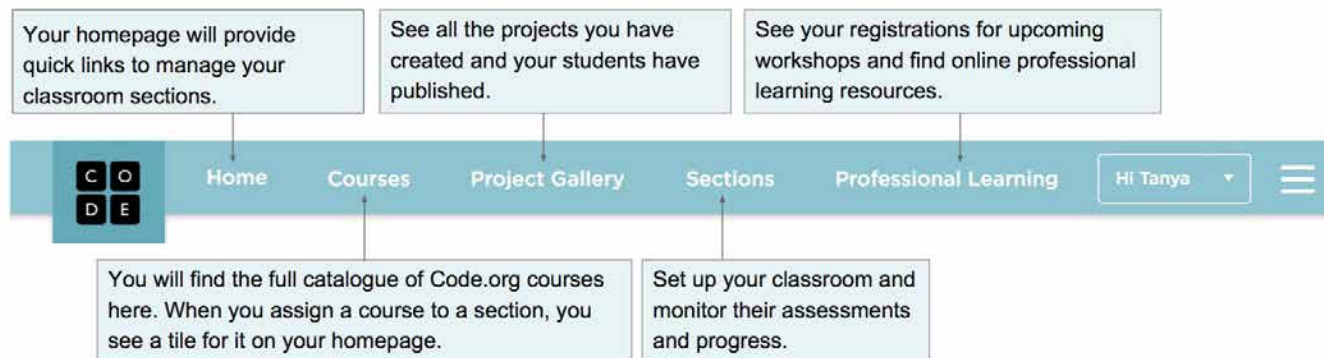 Your homepage will provide
quick links to manage your
classroom sections.
See all the projects you have
created and your students have
published.
See your registrations for upcoming
workshops and find online professional
learning resources.
C O
D E
Home
Courses
Project Gallery
Sections
Professional Learning
Hi Tanya
You will find the full catalogue of Code.org courses
here. When you assign a course to a section, you
see a tile for it on your homepage.
Set up your classroom and
monitor their assessments
and progress.